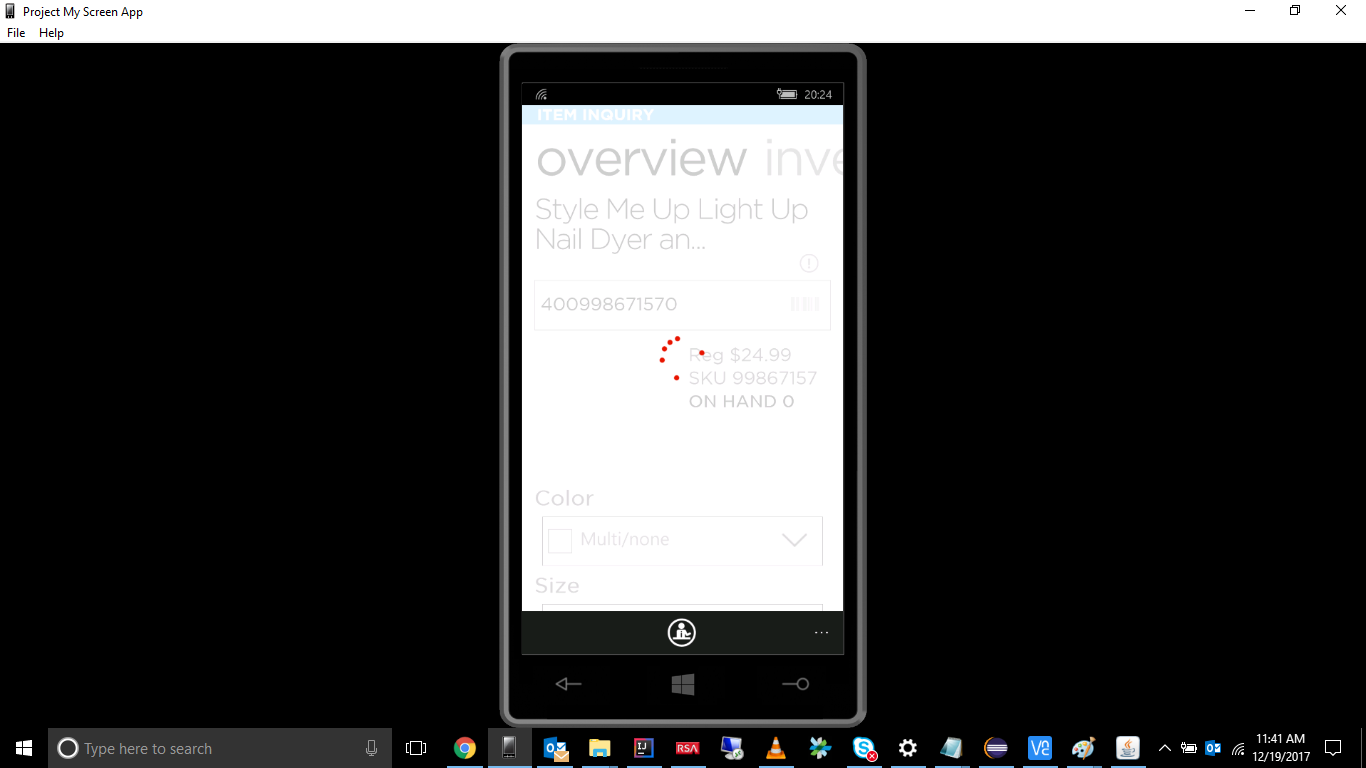 Project My Screen App
File Help
20:24
ITEM INQUIRY
overview inve
Style Me Up Light Up
Nail Dyer an...
400998671570
Reg $24.99
SKU 99867157
ON HAND 0
Color
Multi/none
Size
...
Type here to search
RSA
11:41 AM
12/19/2017